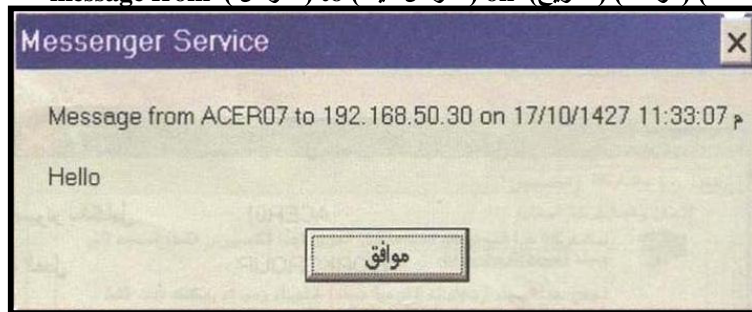 Messenger Service
Message from ACER07 to 192.168.50.30 on 17/10/1427 11:33:07 م
Hello
موافق